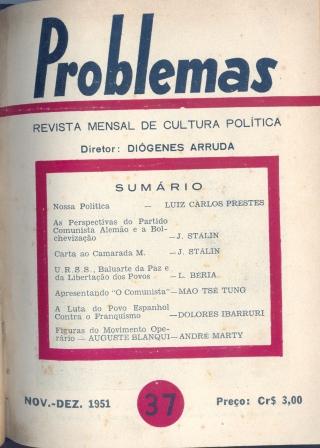 Problemas
REVISTA MENSAL DE CULTURA POLÍTICA
Diretor: DIÓGENES ARRUDA
SUMÁRIO
Nossa Política — LUIZ CARLOS PRESTES
As Perspectivas do Partido
Comunista Alemão e a Bol-
chevização —J. STALIN
Carta ao Camarada M. —J. STALIN
U.R.S.S., Baluarte da Paz e
da Libertação dos Povos —L. BERIA
Apresentando "O Comunista"—MAO TSE TUNG
A Luta do Povo Espanhol
Contra o Franquismo —DOLORES IBARRURI
Figuras do Movimento Ope-
rário — AUGUSTE BLANQUI—ANDRÉ MARTY
NOV.-DEZ. 1951 37 Preço: Cr$ 3,00